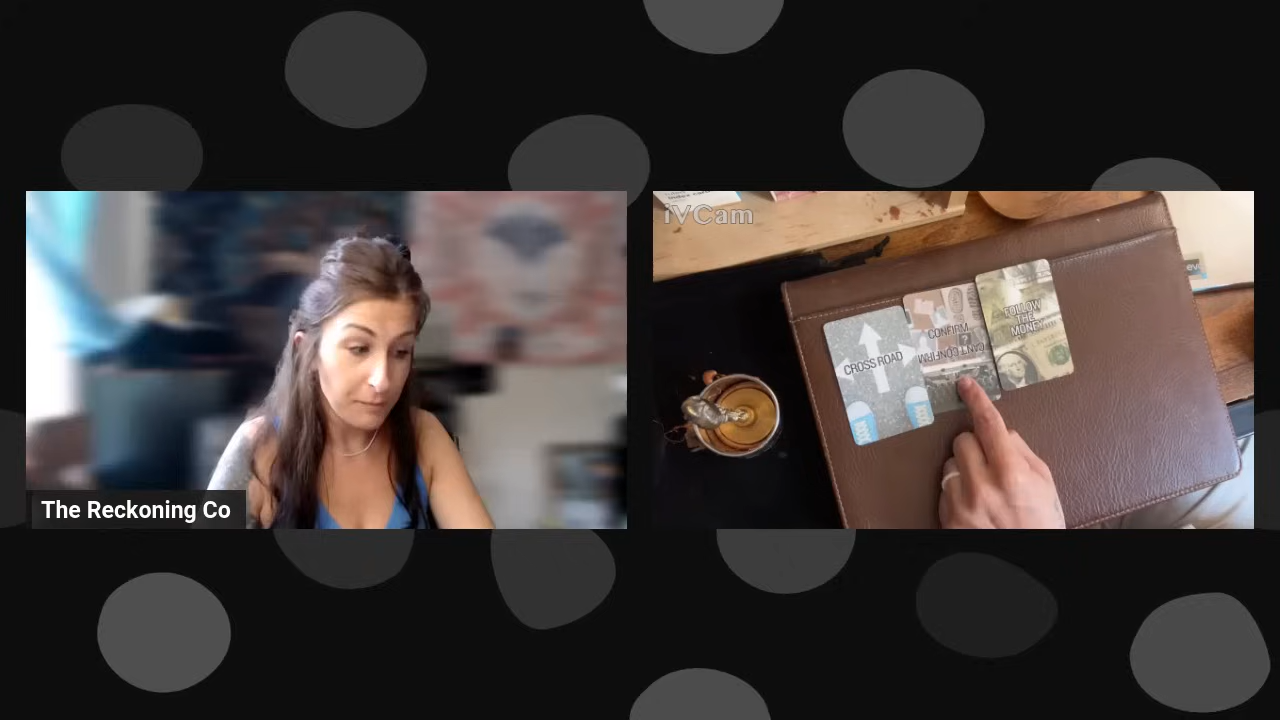 The Reckoning Co
iVCam
CROSS ROAD
CONFIRM
CAN'T CONFIRM
FOLLOW
THE
MONEY